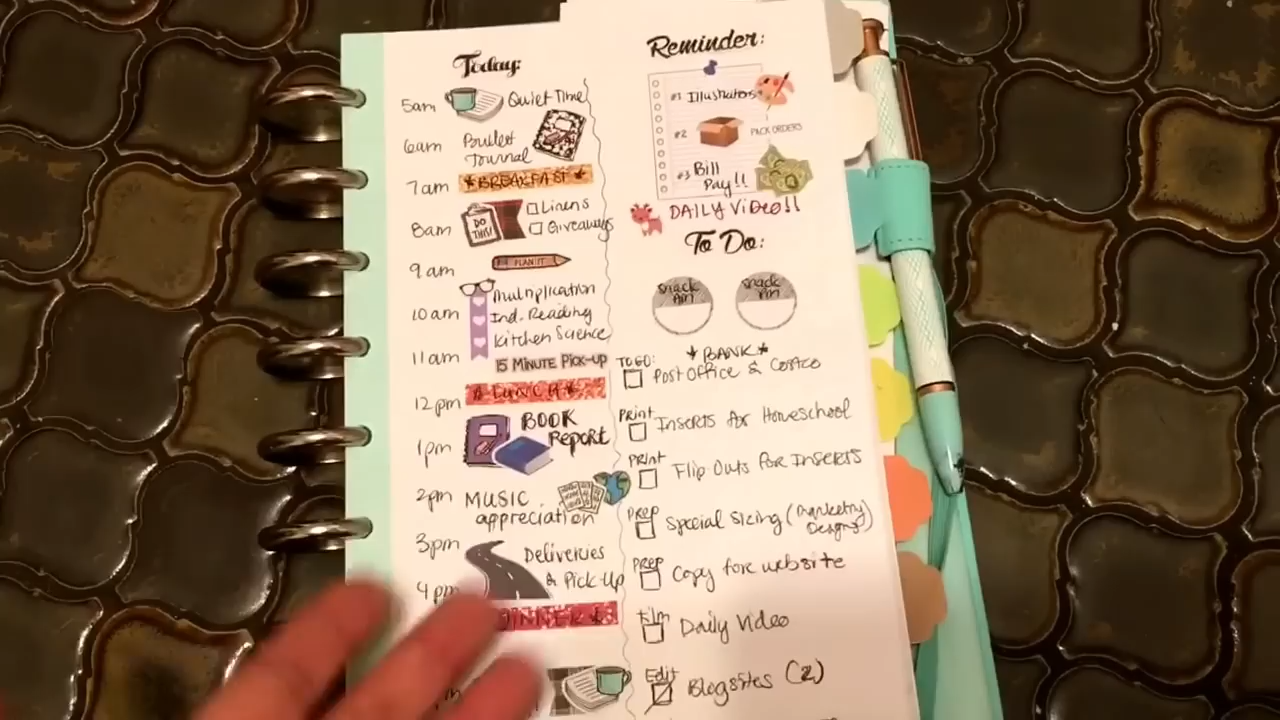 Today:
5am Quiet Time
6am Bullet
Journal
7am *BREAKFAST*
8am DO THIS! Linens
Giveaways
9am PLAN IT
Multiplication
10am Ind. Reading
Kitchen Science
11am 15 MINUTE PICK-UP
12pm *LUNCH*
1pm BOOK
Report
2pm MUSIC
appreciation
3pm Deliveries
4pm & Pick-Up
DINNER*
Reminder:
#1 Illustrators
#2 PACK ORDERS
#3 Bill
Pay!!
DAILY VIDEO!!
To Do:
Snack Snack
AM PM
*BANK*
TO GO: Post Office & Costco
Print Inserts for Homeschool
Print Flip Outs for Inserts
PREP Special Sizing (Marketing
Designs)
PREP Copy for website
Film Daily Video
Edit Blogsites (2)